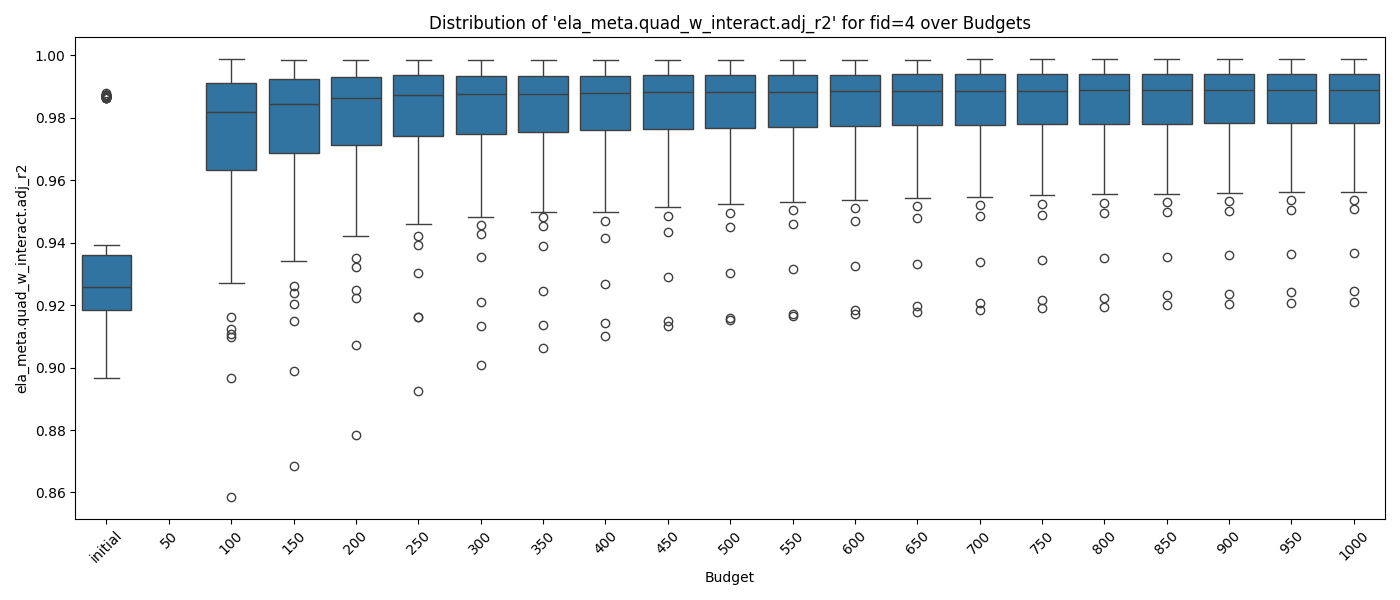 Distribution of 'ela_meta.quad_w_interact.adj_r2' for fid=4 over Budgets
ela_meta.quad_w_interact.adj_r2
1.00
0.98
0.96
0.94
0.92
0.90
0.88
0.86
initial 50 100 150 200 250 300 350 400 450 500 550 600 650 700 750 800 850 900 950 1000
Budget